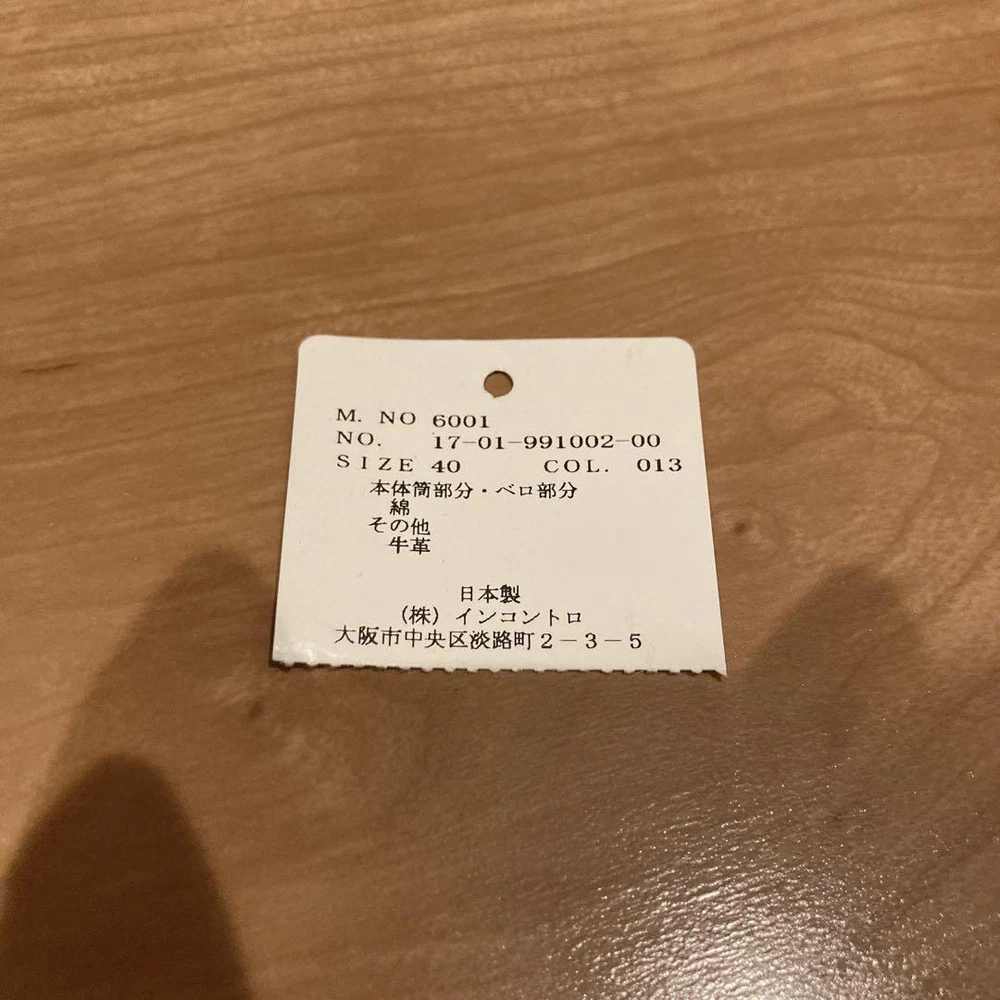 M. NO 6001
NO. 17-01-991002-00
SIZE 40 COL. 013
本体筒部分・ベロ部分
綿
その他
牛革
日本製
（株）インコントロ
大阪市中央区淡路町２－３－５